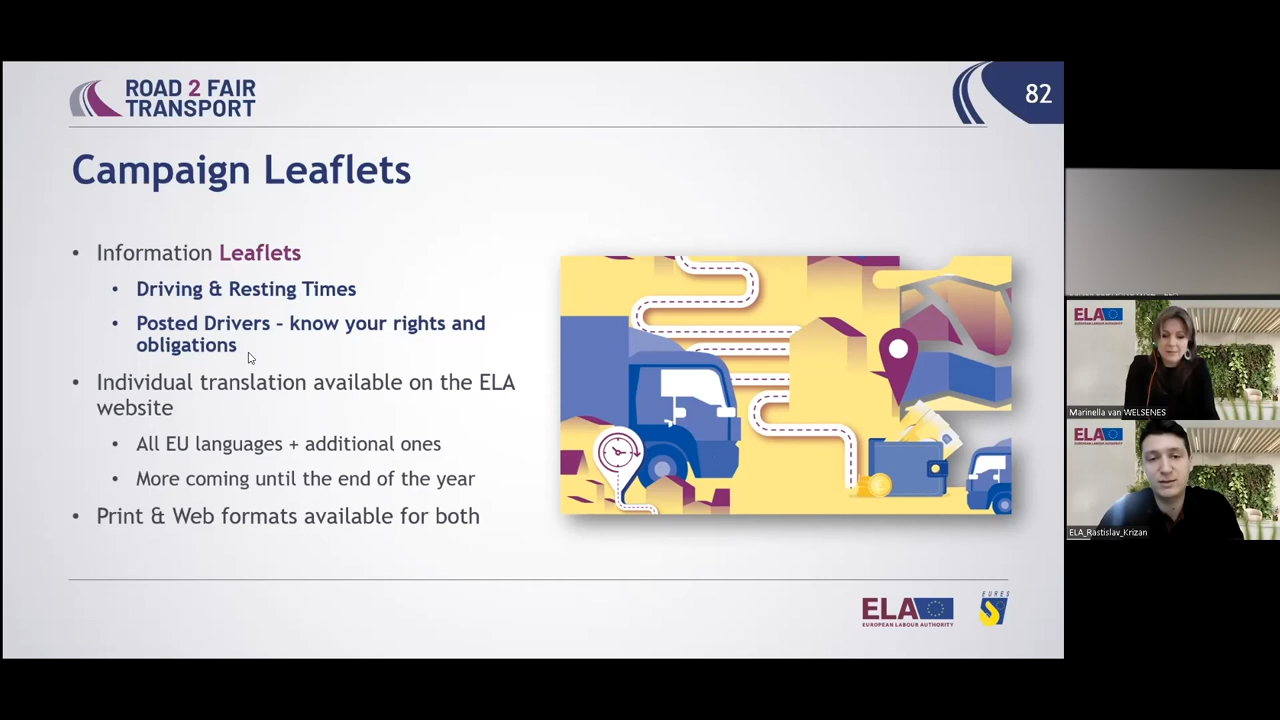 ROAD 2 FAIR
TRANSPORT
82
Campaign Leaflets
• Information Leaflets
• Driving & Resting Times
• Posted Drivers – know your rights and
obligations
• Individual translation available on the ELA
website
• All EU languages + additional ones
• More coming until the end of the year
• Print & Web formats available for both
ELA
EUROPEAN LABOUR AUTHORITY
EURES
ELA
Marinella van WELSENES
ELA
ELA_Rastislav_Krizan